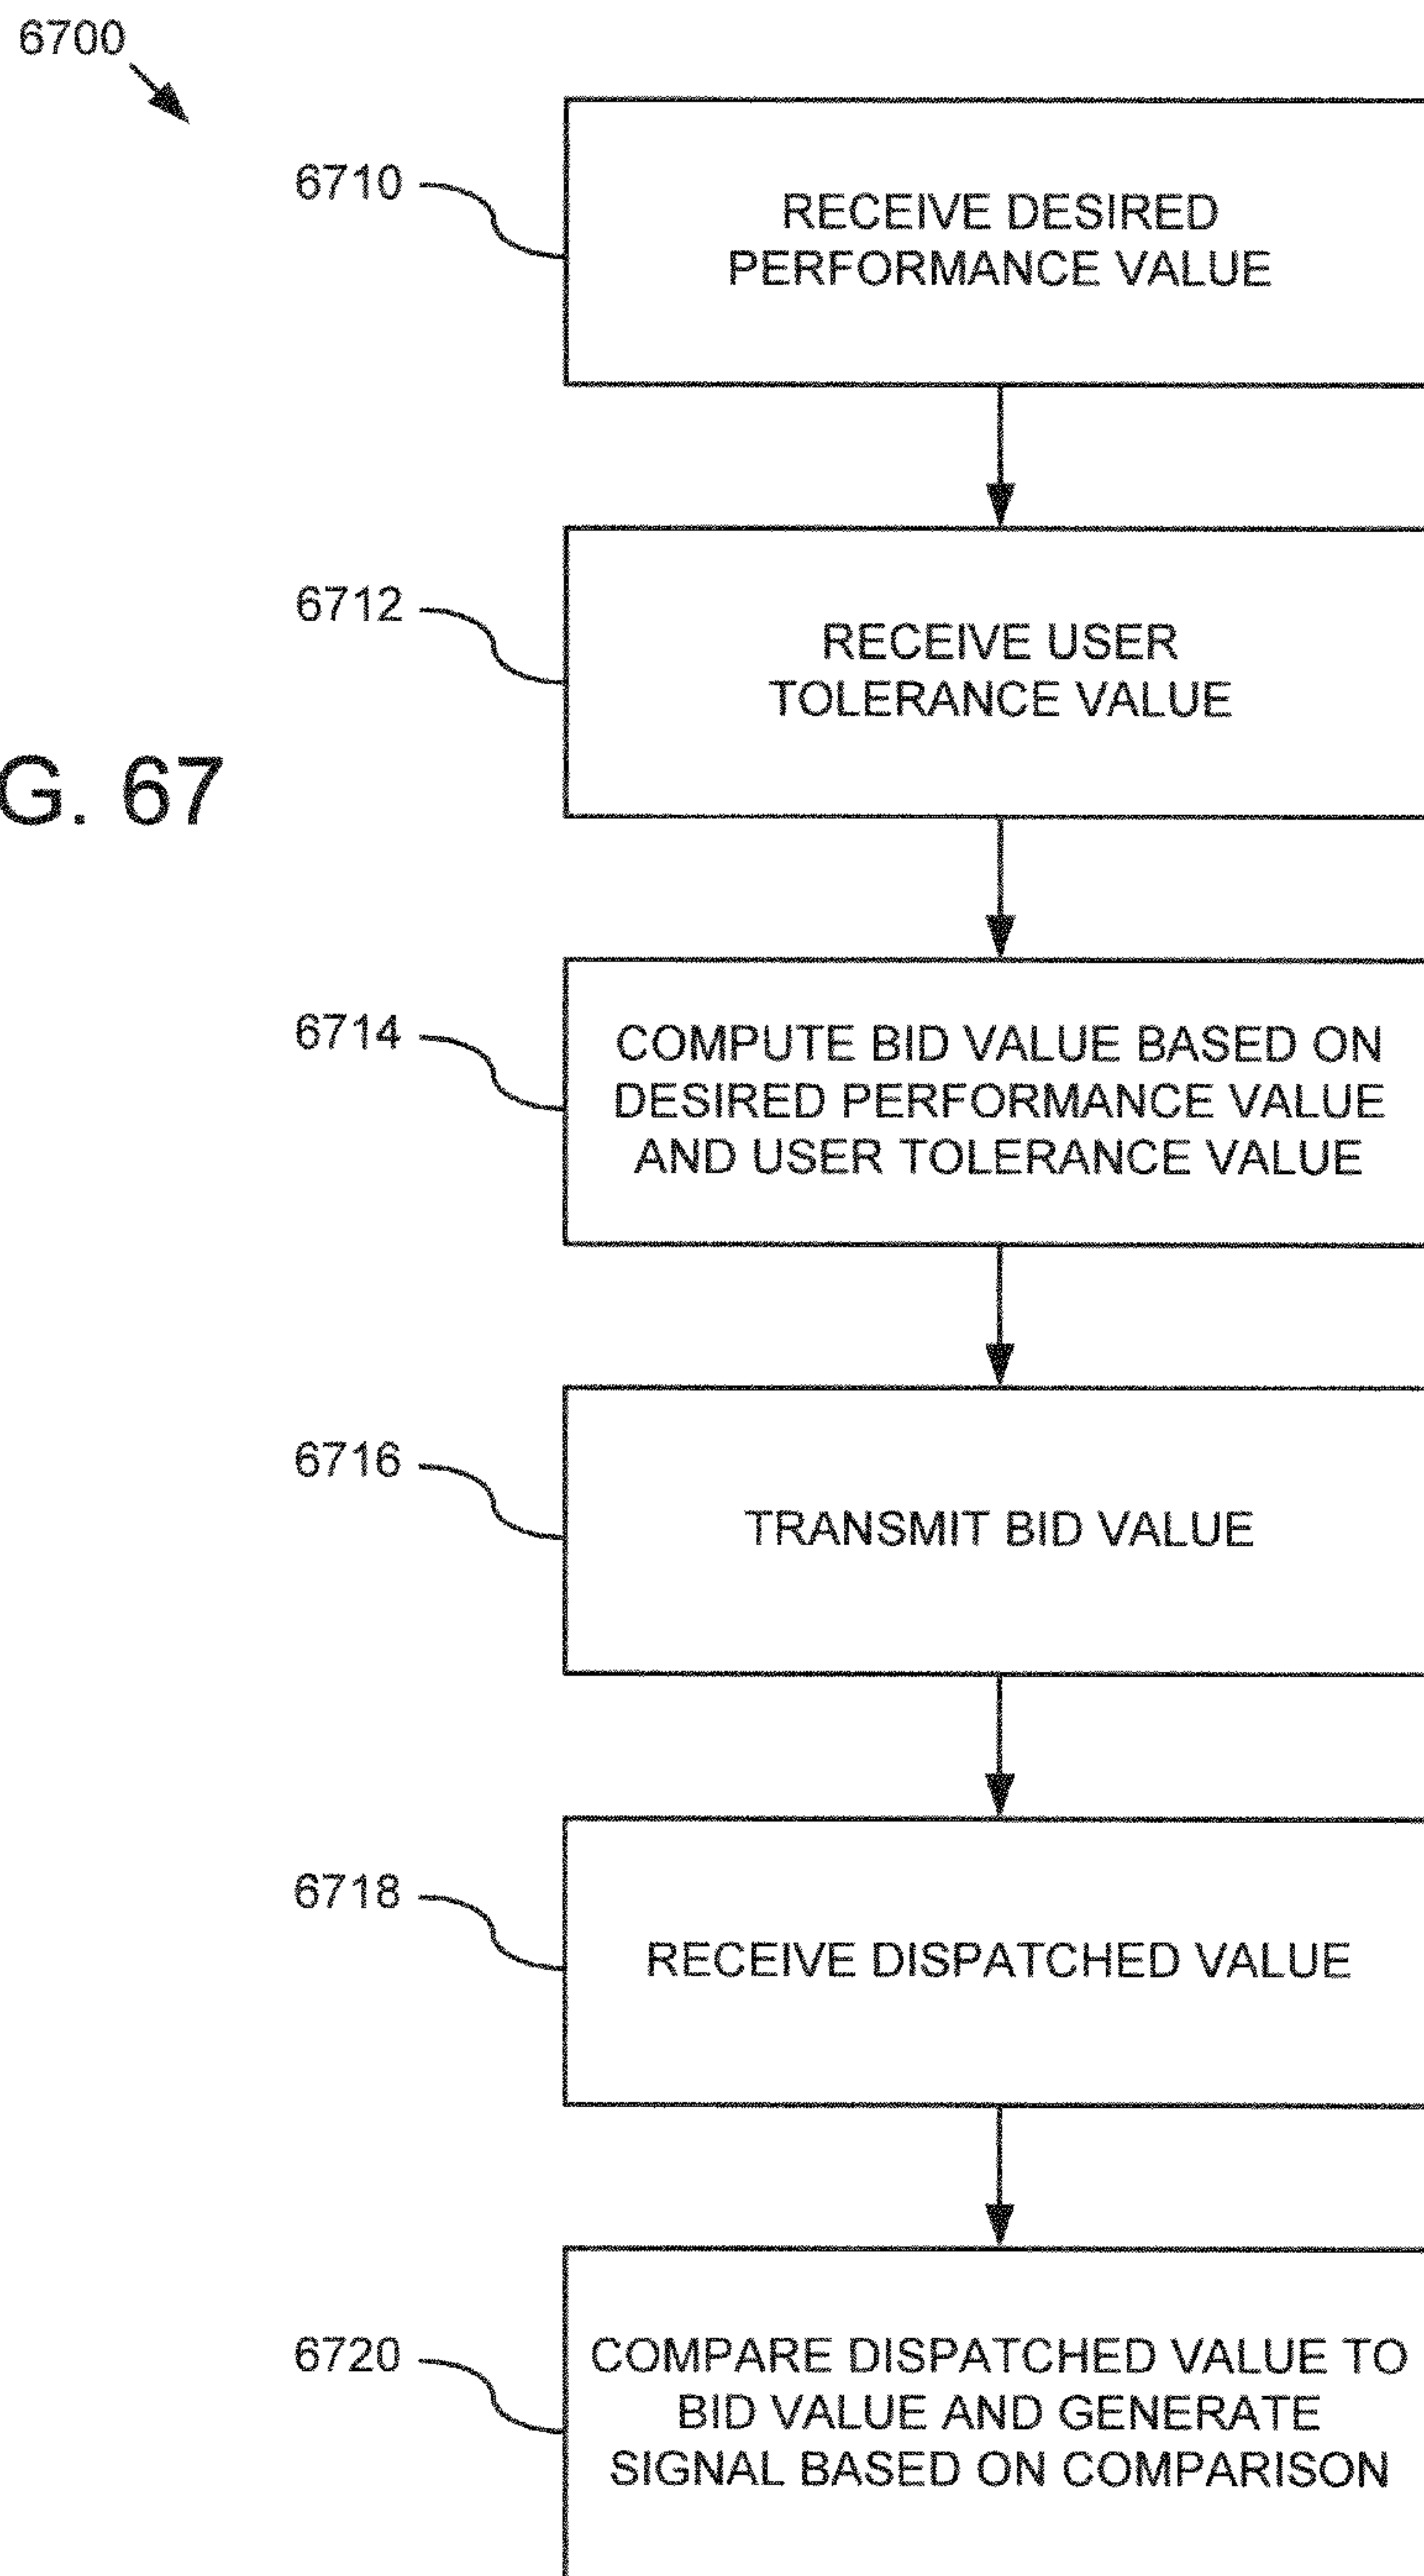 6700
6710
RECEIVE DESIRED
PERFORMANCE VALUE
6712
RECEIVE USER
TOLERANCE VALUE
G. 67
6714
COMPUTE BID VALUE BASED ON
DESIRED PERFORMANCE VALUE
AND USER TOLERANCE VALUE
6716
TRANSMIT BID VALUE
6718
RECEIVE DISPATCHED VALUE
6720
COMPARE DISPATCHED VALUE TO
BID VALUE AND GENERATE
SIGNAL BASED ON COMPARISON